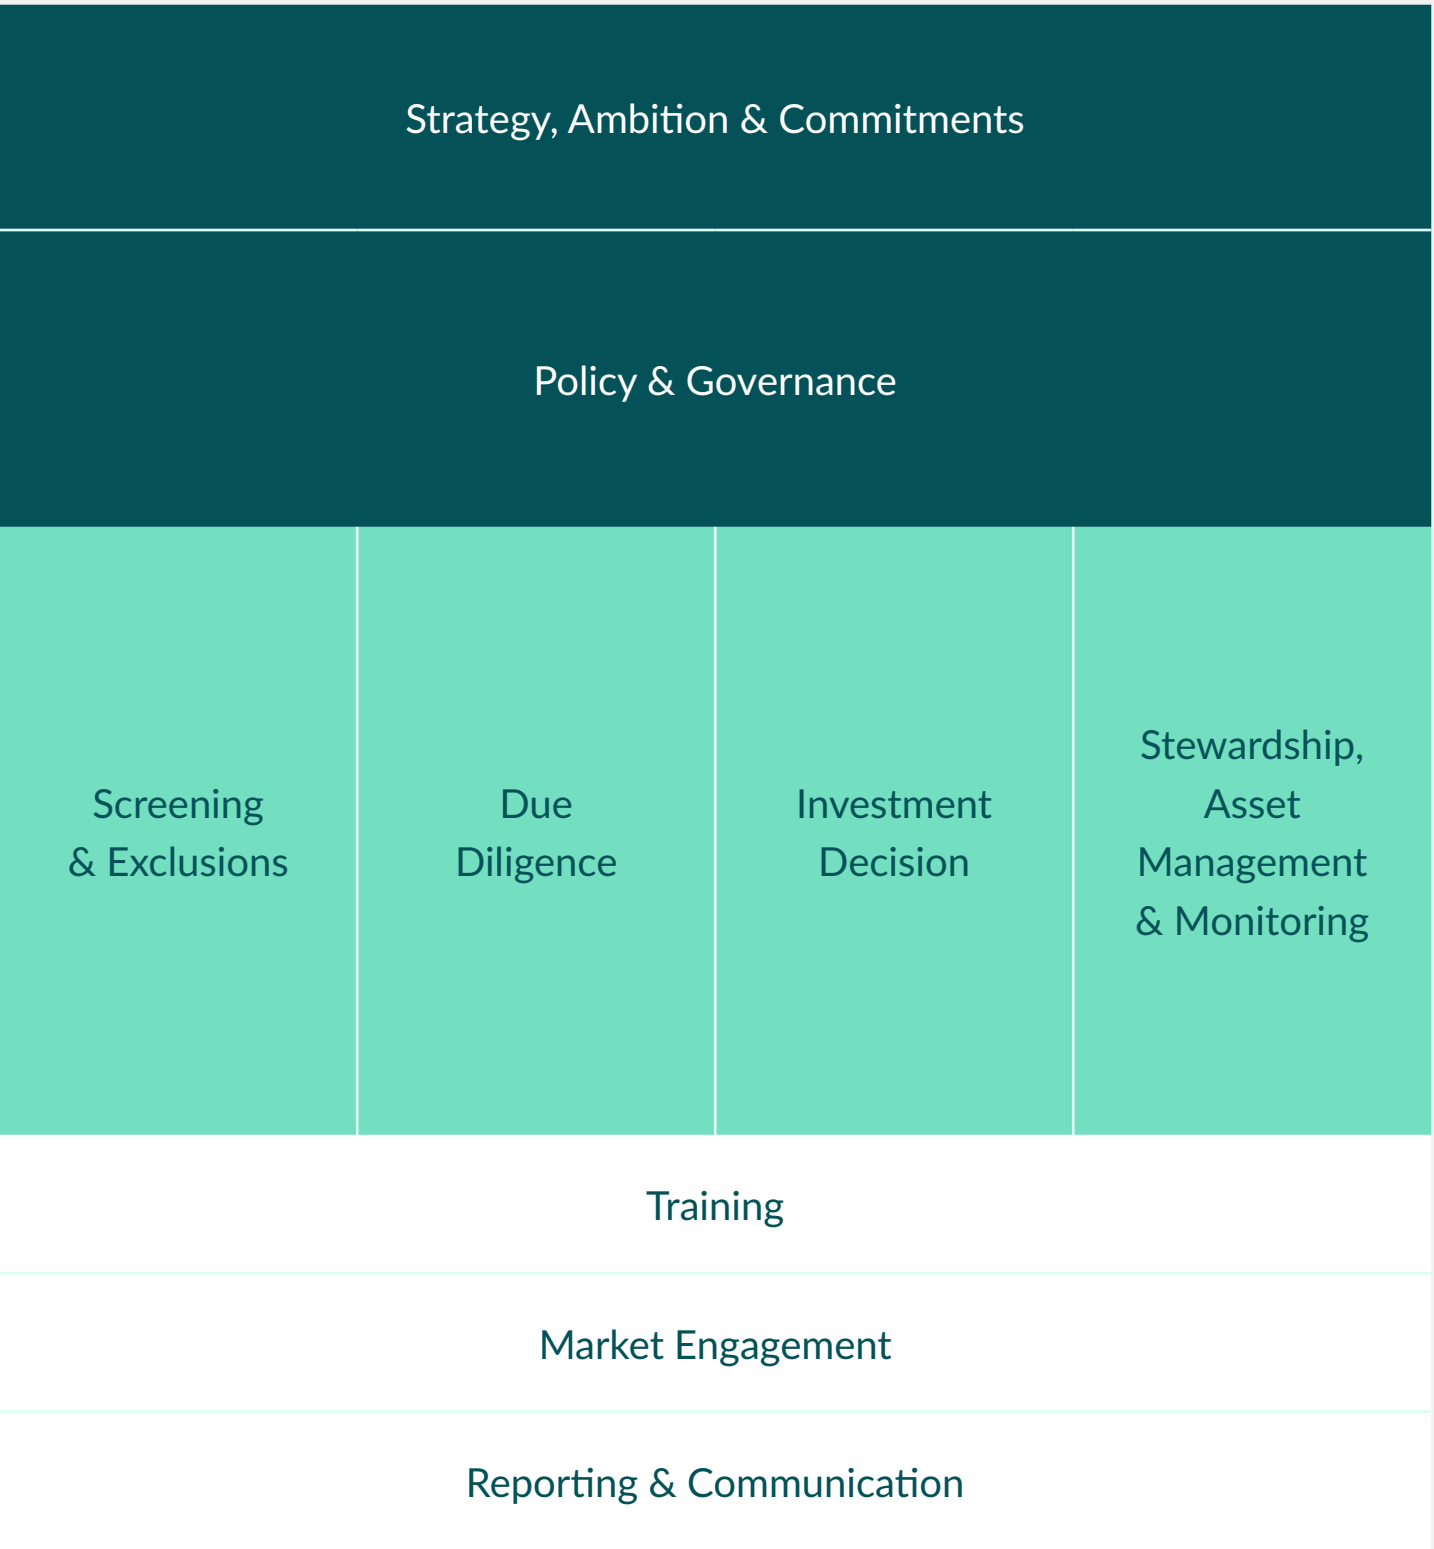 Strategy, Ambition & Commitments
Policy & Governance
Screening
& Exclusions
Due
Diligence
Investment
Decision
Stewardship,
Asset
Management
& Monitoring
Training
Market Engagement
Reporting & Communication